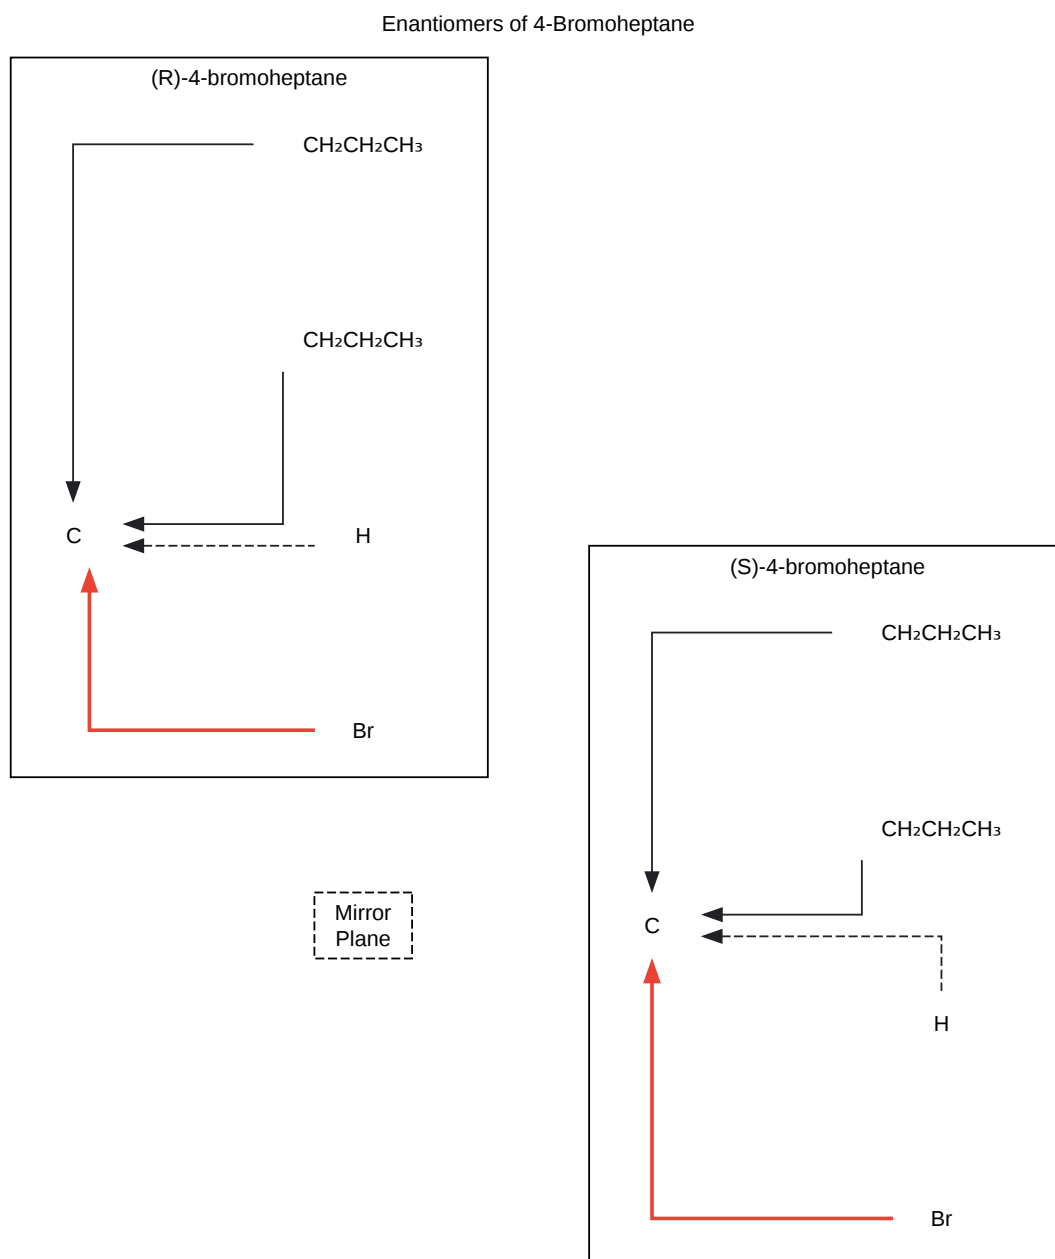 Enantiomers of 4-Bromoheptane
(R)-4-bromoheptane
CH₂CH₂CH₃
CH₂CH₂CH₃
C
H
Br
(S)-4-bromoheptane
CH₂CH₂CH₃
CH₂CH₂CH₃
C
H
Br
Mirror
Plane